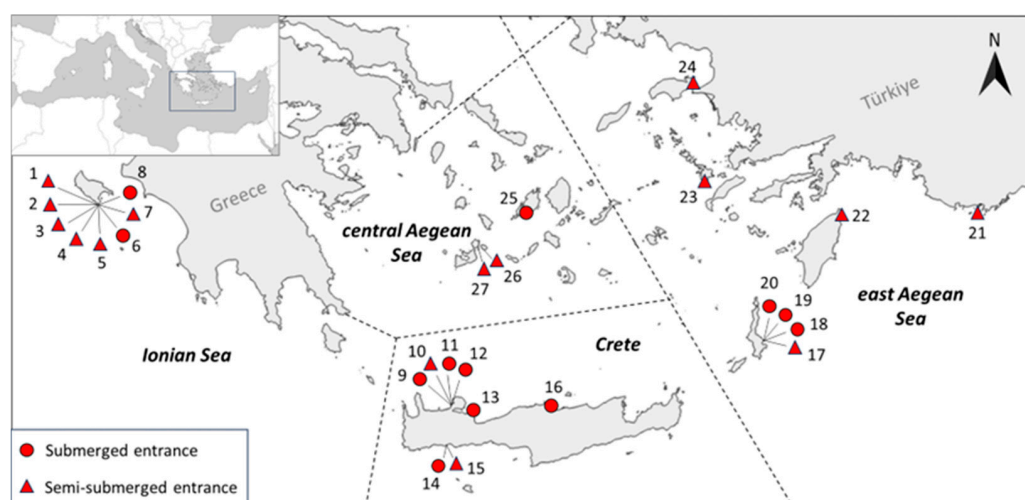 N
24
Türkiye
1
8
2
Greece
23
25
7
3
22
21
central Aegean
Sea
6
4
5
26
27
20
19
east Aegean
Sea
18
Ionian Sea
Crete
17
10
11
12
9
16
13
15
14
Submerged entrance
Semi-submerged entrance